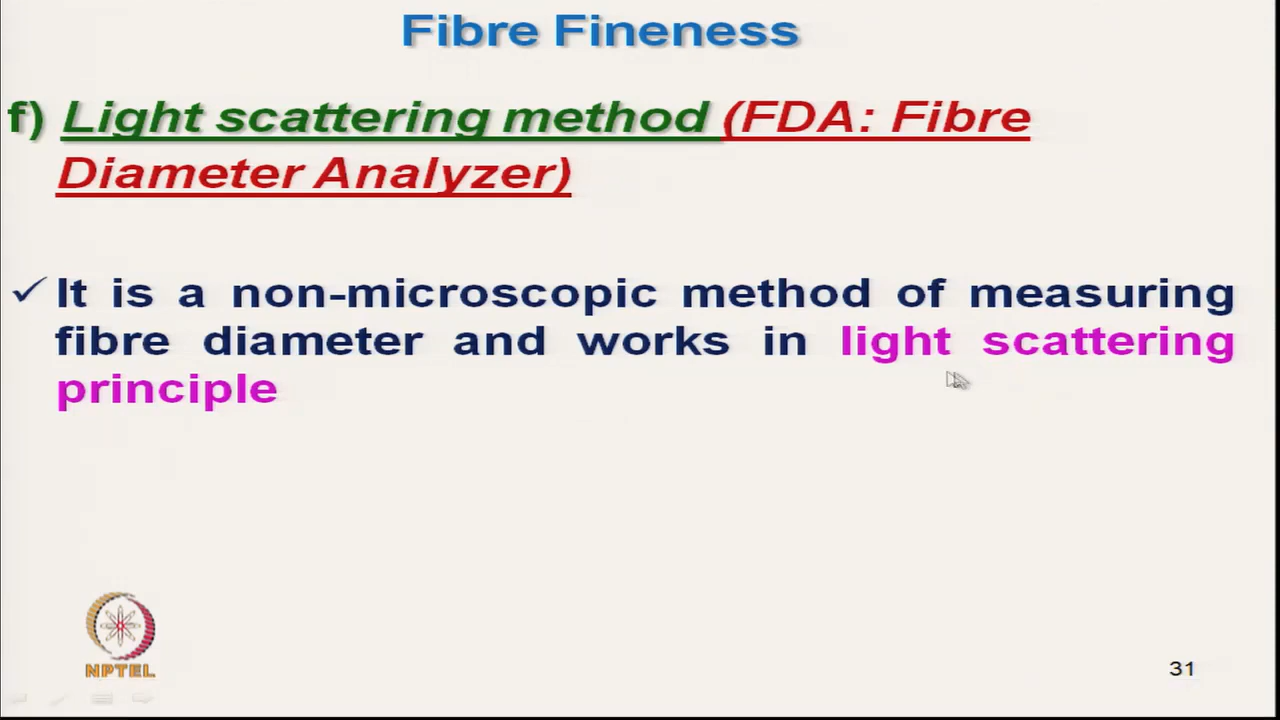 Fibre Fineness
f) Light scattering method (FDA: Fibre
Diameter Analyzer)
✓ It is a non-microscopic method of measuring
fibre diameter and works in light scattering
principle
NPTEL
31